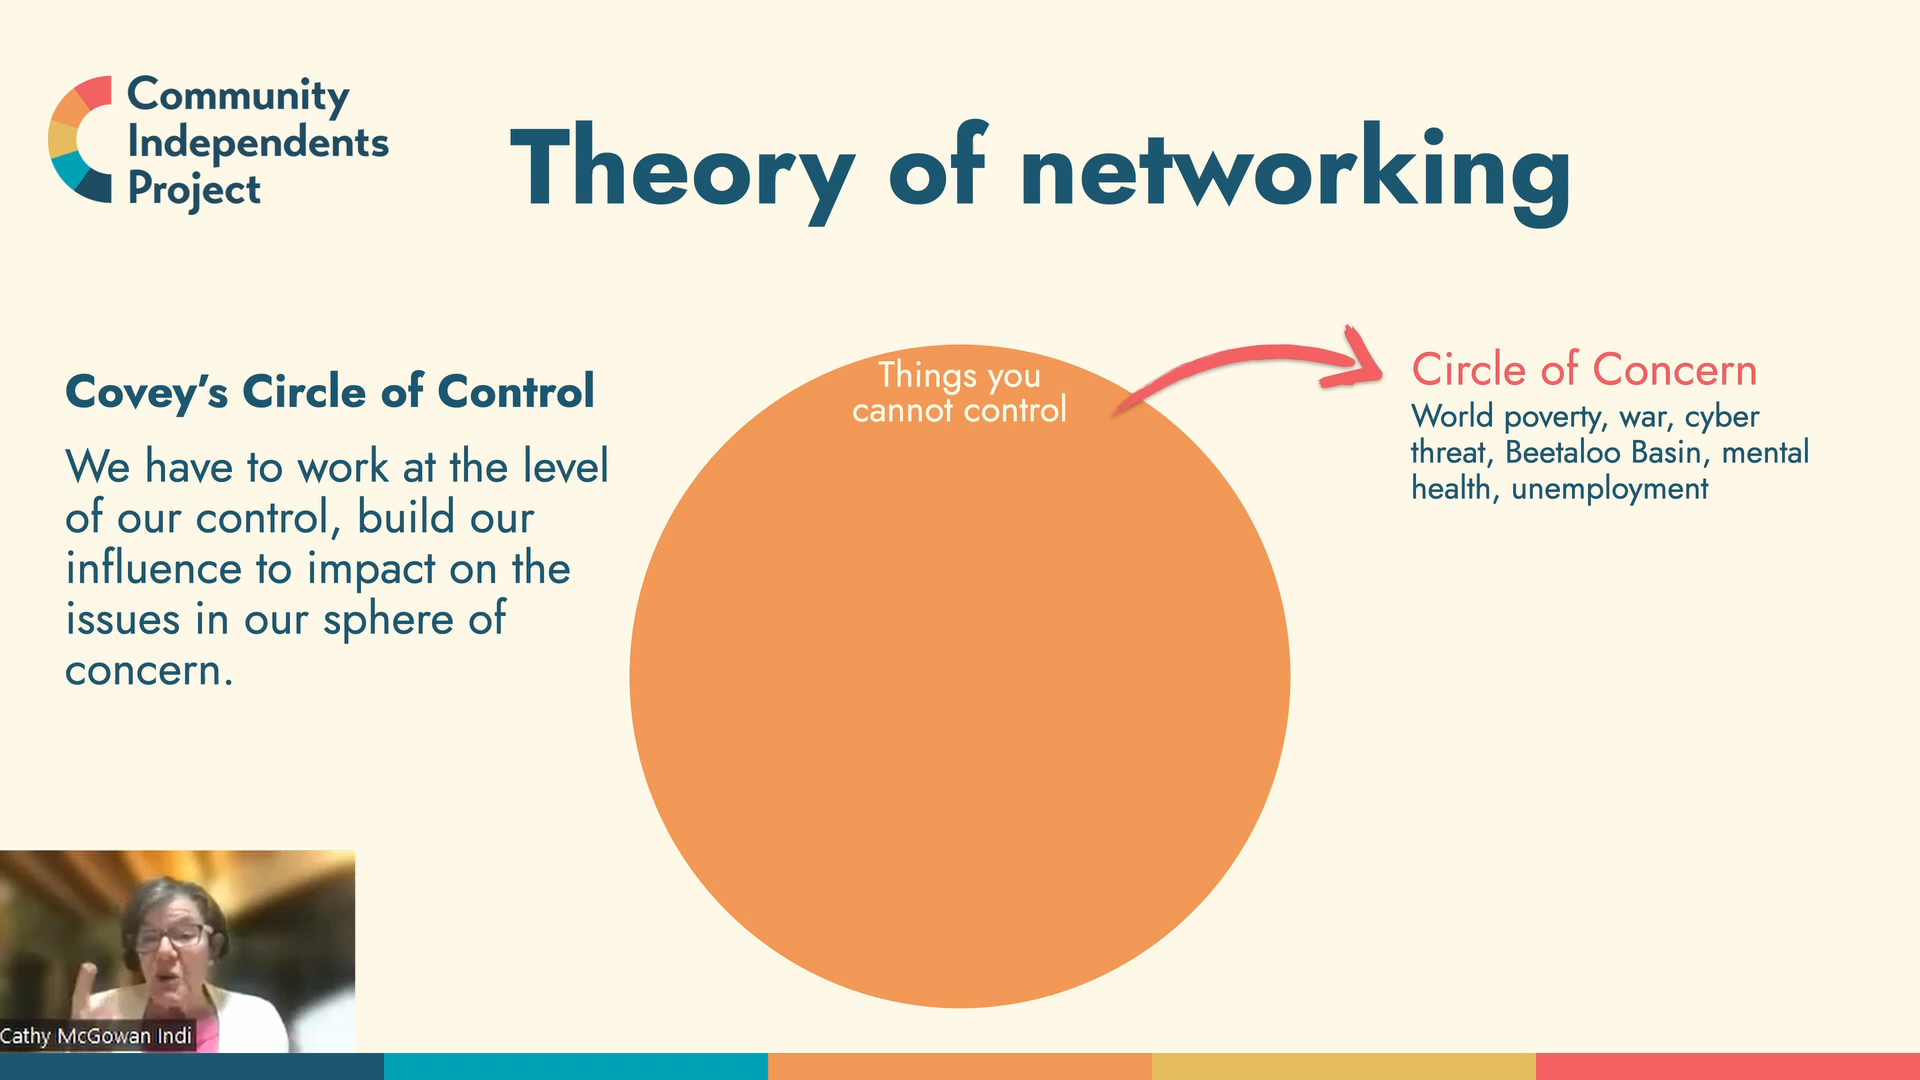 Community
Independents
Project
Theory of networking
Covey's Circle of Control
We have to work at the level
of our control, build our
influence to impact on the
issues in our sphere of
concern.
Things you
cannot control
Circle of Concern
World poverty, war, cyber
threat, Beetaloo Basin, mental
health, unemployment
Cathy McGowan Indi